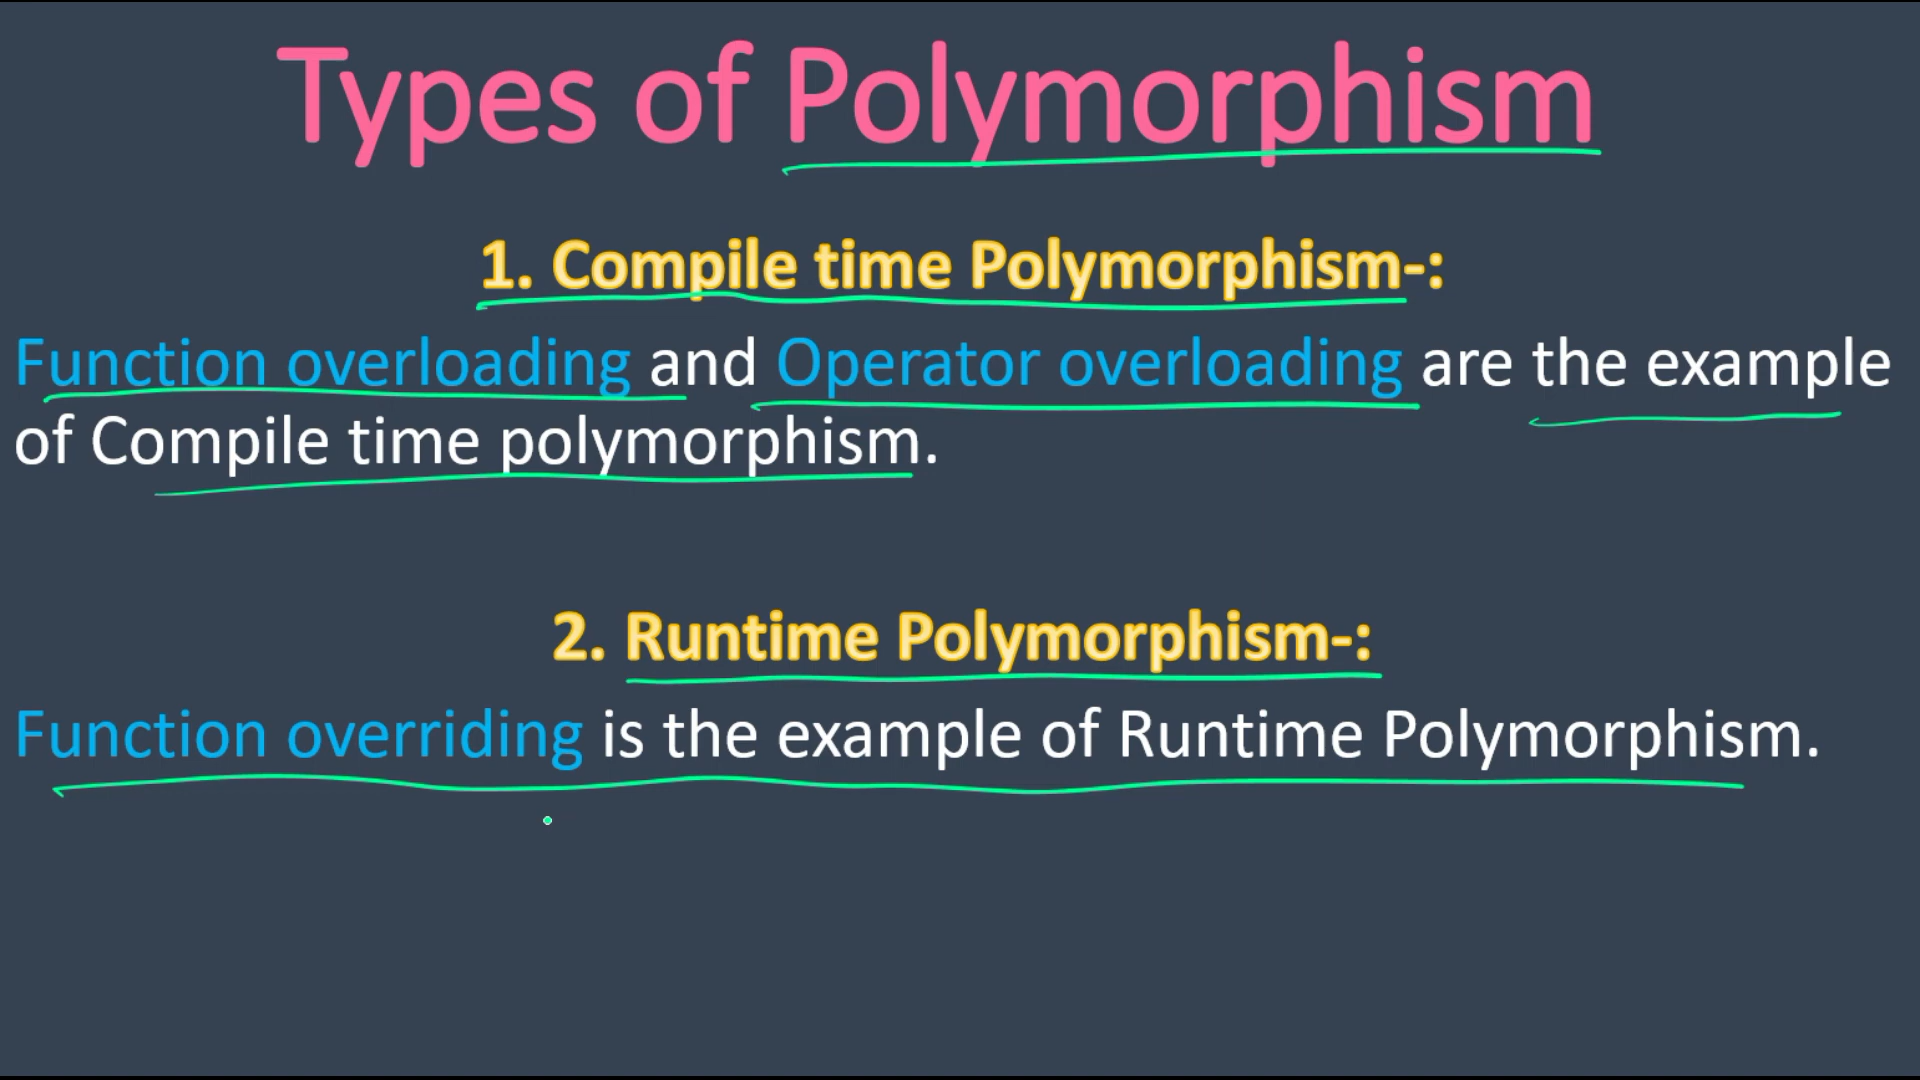 Types of Polymorphism
1. Compile time Polymorphism-:
Function overloading and Operator overloading are the example
of Compile time polymorphism.
2. Runtime Polymorphism-:
Function overriding is the example of Runtime Polymorphism.